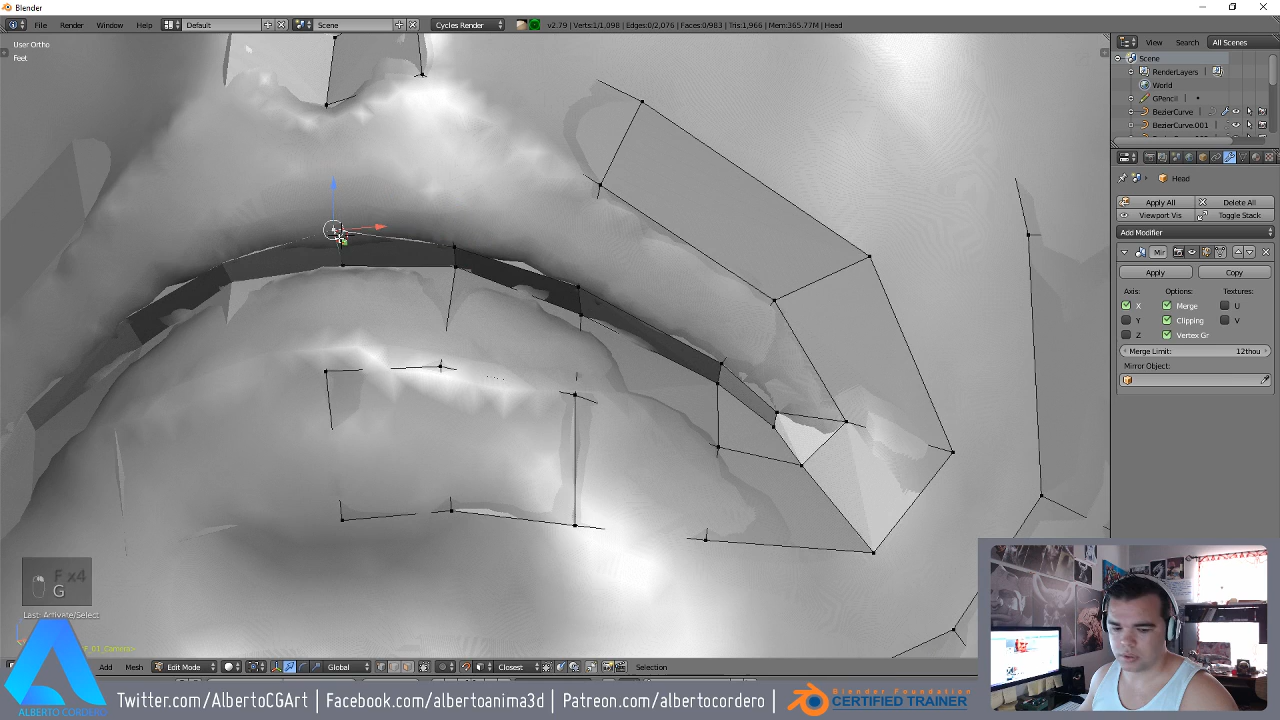 Blender
File Render Window Help Default Scene Cycles Render v2.79 | Verts:1/1,098 | Edges:0/2,076 | Faces:0/983 | Tris:1,966 | Mem:365.77M | Head
User Ortho
Feet
View Search All Scenes
Scene
RenderLayers
World
GPencil
BezierCurve
BezierCurve.001
Head
Apply All Delete All
Viewport Vis Toggle Stack
Add Modifier
Mir
Apply Copy
Axis: Options: Textures:
X Merge U
Y Clipping V
Z Vertex Gr
Merge Limit: 12thou
Mirror Object:
F x4
G
Last: Activate/Select
Add Mesh Edit Mode Global Closest Selection
ALBERTO CORDERO
Twitter.com/AlbertoCGArt | Facebook.com/albertoanima3d | Patreon.com/albertocordero |
Blender Foundation
CERTIFIED TRAINER